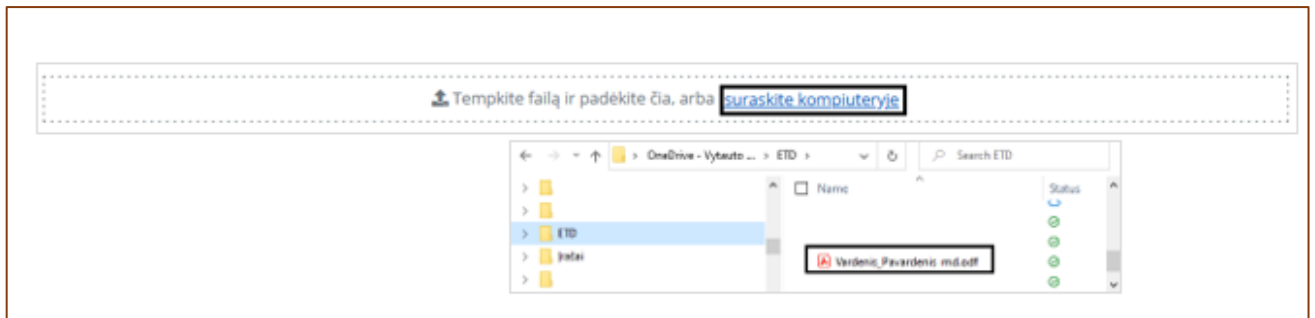 Tempkite failą ir padėkite čia, arba suraskite kompiuteryje
OneDrive - Vytauto ... > ETD >
Search ETD
Name
Status
ETD
Įrašai
Vardenis_Pavardenis md.pdf